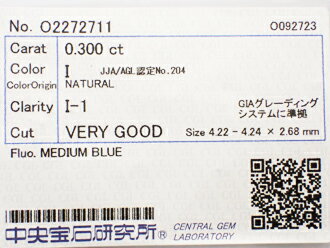 No. O2272711 O092723
Carat 0.300 ct
Color I JJA/AGL認定No.204
ColorOrigin NATURAL
Clarity I-1 GIAグレーディング
システムに準拠
Cut VERY GOOD Size 4.22 - 4.24 × 2.68 mm
Fluo. MEDIUM BLUE
中央宝石研究所® CENTRAL GEM
LABORATORY